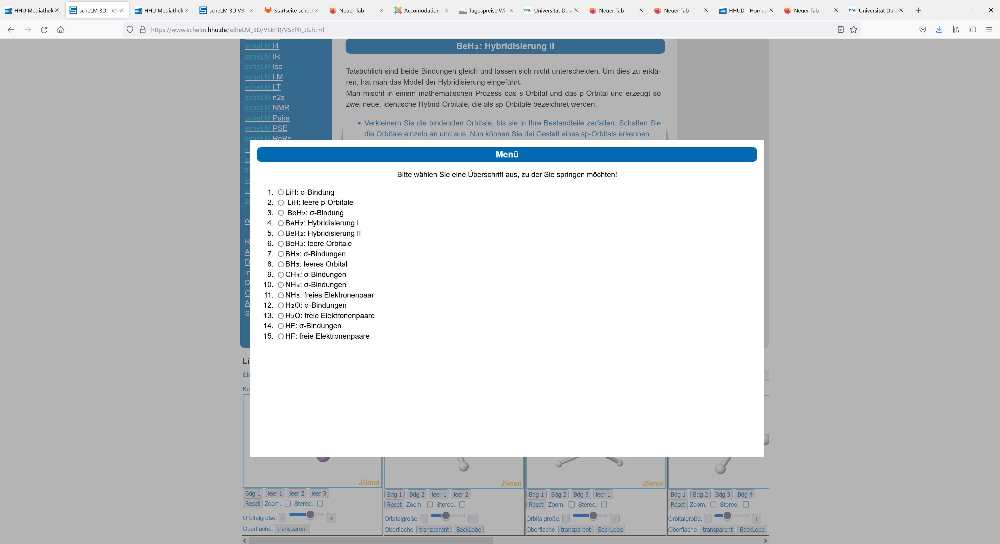 HHU Mediathek
scheLM 3D - VS
HHU Mediathek
scheLM 3D VB-
Startseite scheL
Neuer Tab
Accomodation
Tagespreise Win
Universität Düss
Neuer Tab
Neuer Tab
HHUD - Homep
Neuer Tab
Universität Düss
https://www.schelm.hhu.de/scheLM_3D/VSEPR/VSEPR_JS.html
scheLM I4
scheLM IR
scheLM Iso
scheLM LM
scheLM LT
scheLM n2s
scheLM NMR
scheLM Pairs
scheLM PSE
scheLM ReRe
BeH₂: Hybridisierung II
Tatsächlich sind beide Bindungen gleich und lassen sich nicht unterscheiden. Um dies zu erklä-
ren, hat man das Model der Hybridisierung eingeführt.
Man mischt in einem mathematischen Prozess das s-Orbital und das p-Orbital und erzeugt so
zwei neue, identische Hybrid-Orbitale, die als sp-Orbitale bezeichnet werden.
• Verkleinern Sie die bindenden Orbitale, bis sie in Ihre Bestandteile zerfallen. Schalten Sie
die Orbitale einzeln an und aus. Nun können Sie dei Gestalt eines sp-Orbitals erkennen.
Menü
Bitte wählen Sie eine Überschrift aus, zu der Sie springen möchten!
1. LiH: σ-Bindung
2. LiH: leere p-Orbitale
3. BeH₂: σ-Bindung
4. BeH₂: Hybridisierung I
5. BeH₂: Hybridisierung II
6. BeH₂: leere Orbitale
7. BH₃: σ-Bindungen
8. BH₃: leeres Orbital
9. CH₄: σ-Bindungen
10. NH₃: σ-Bindungen
11. NH₃: freies Elektronenpaar
12. H₂O: σ-Bindungen
13. H₂O: freie Elektronenpaare
14. HF: σ-Bindungen
15. HF: freie Elektronenpaare
JSmol JSmol JSmol
Bdg 1 leer 1 leer 2 leer 3
Reset Zoom: Stereo:
Orbitalgröße: - +
Oberfläche: transparent
Bdg 1 Bdg 2 leer 1 leer 2
Reset Zoom: Stereo:
Orbitalgröße: - +
Oberfläche: transparent BackLobe
Bdg 1 Bdg 2 Bdg 3 leer 1
Reset Zoom: Stereo:
Orbitalgröße: - +
Oberfläche: transparent BackLobe
Bdg 1 Bdg 2 Bdg 3 Bdg 4
Reset Zoom: Stereo:
Orbitalgröße: - +
Oberfläche: transparent BackLobe